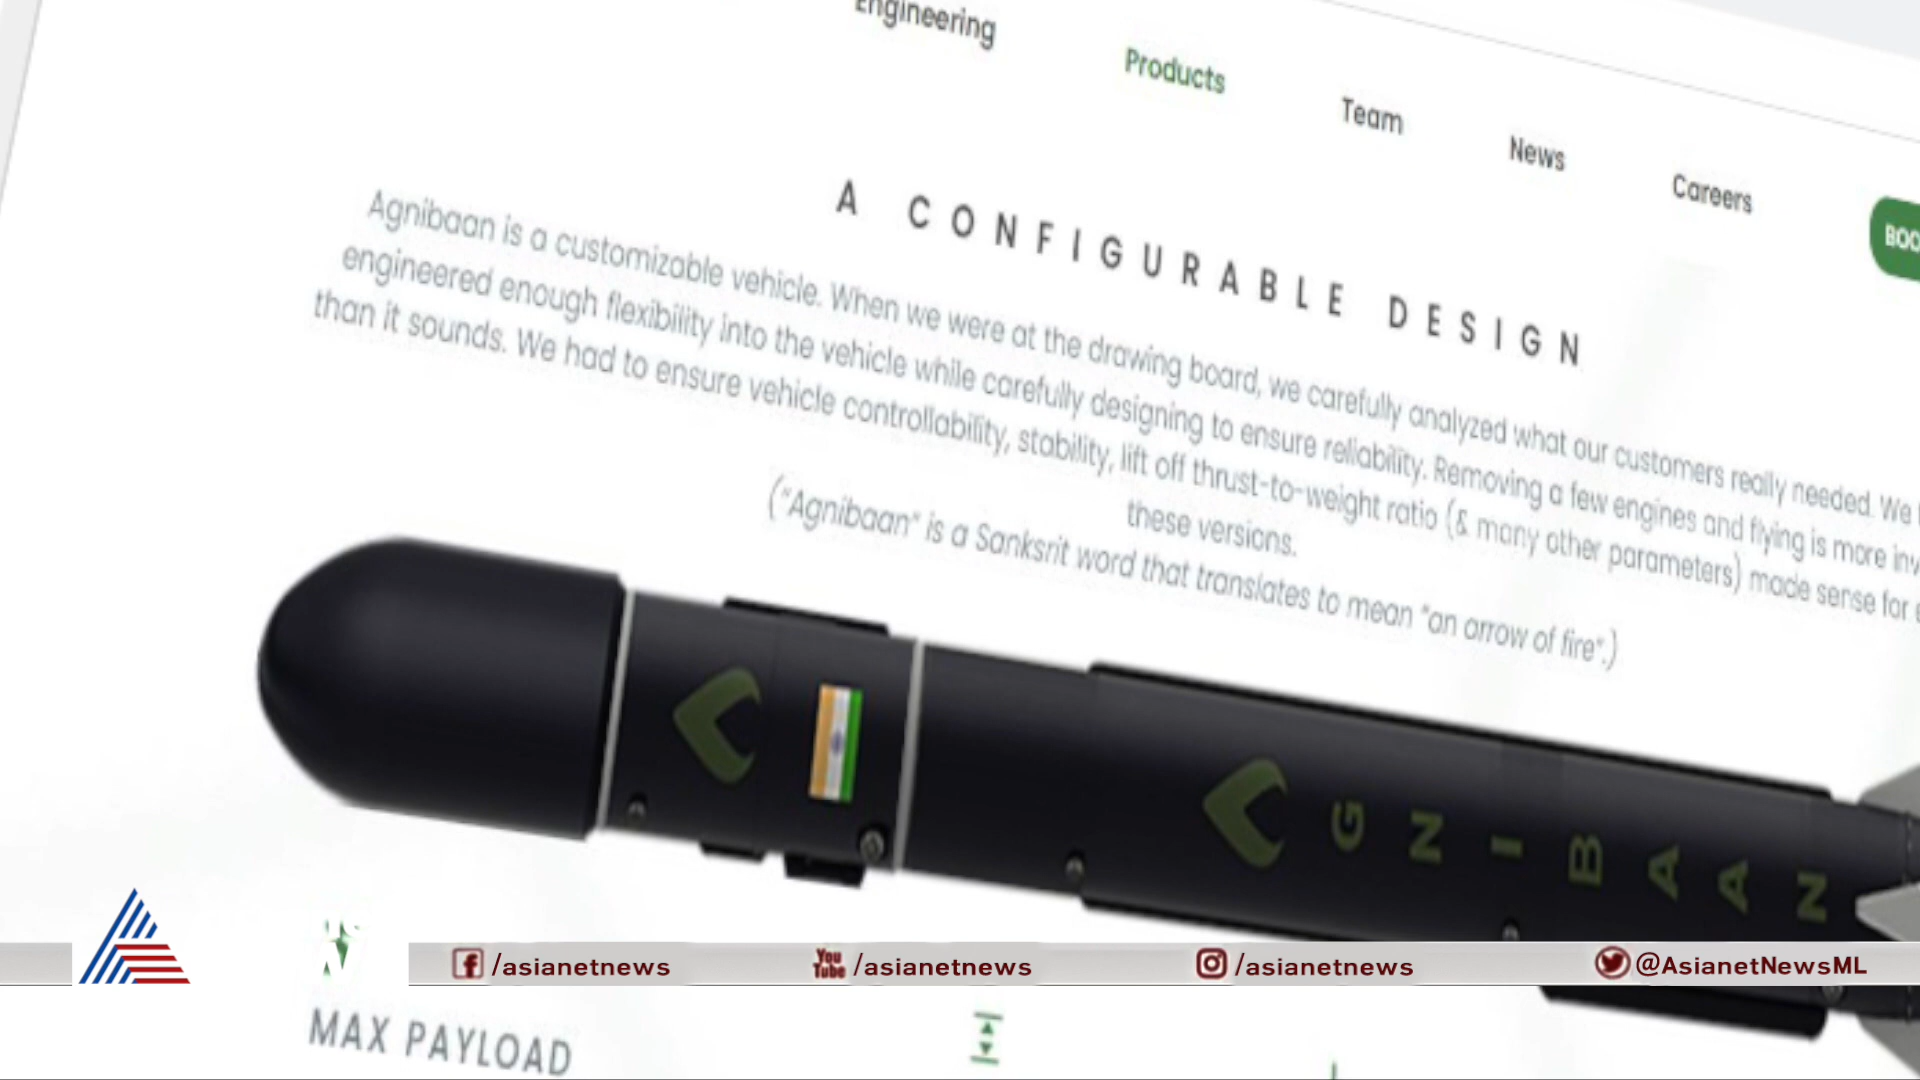 Engineering
Products
Team
News
Careers
A CONFIGURABLE DESIGN
Agnibaan is a customizable vehicle. When we were at the drawing board, we carefully analyzed what our customers really needed. We
engineered enough flexibility into the vehicle while carefully designing to ensure reliability. Removing a few engines and flying is more
than it sounds. We had to ensure vehicle controllability, stability, lift off thrust-to-weight ratio (& many other parameters) made sense for
these versions.
("Agnibaan" is a Sanksrit word that translates to mean "an arrow of fire".)
GNIBAAN
/asianetnews
You
Tube
/asianetnews
/asianetnews
@AsianetNewsML
MAX PAYLOAD